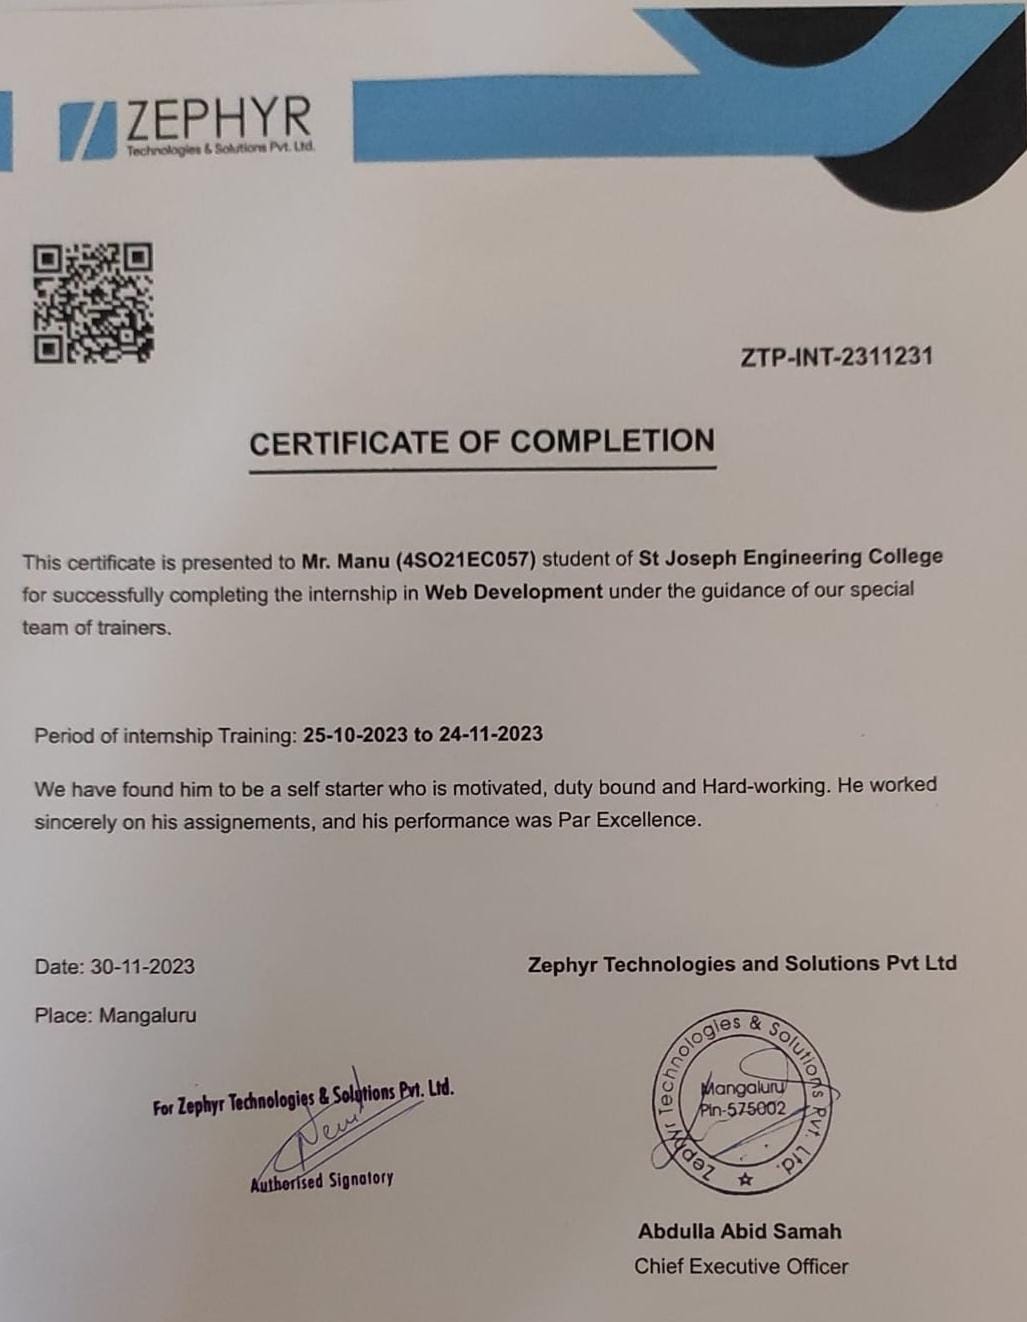 ZEPHYR
Technologies & Solutions Pvt. Ltd.
ZTP-INT-2311231
CERTIFICATE OF COMPLETION
This certificate is presented to Mr. Manu (4SO21EC057) student of St Joseph Engineering College
for successfully completing the internship in Web Development under the guidance of our special
team of trainers.
Period of internship Training: 25-10-2023 to 24-11-2023
We have found him to be a self starter who is motivated, duty bound and Hard-working. He worked
sincerely on his assignements, and his performance was Par Excellence.
Date: 30-11-2023
Zephyr Technologies and Solutions Pvt Ltd
Place: Mangaluru
For Zephyr Technologies & Solutions Pvt. Ltd.
Authorised Signatory
Zephyr Technologies & Solutions Pvt. Ltd.
Mangaluru
Pin-575002
Abdulla Abid Samah
Chief Executive Officer